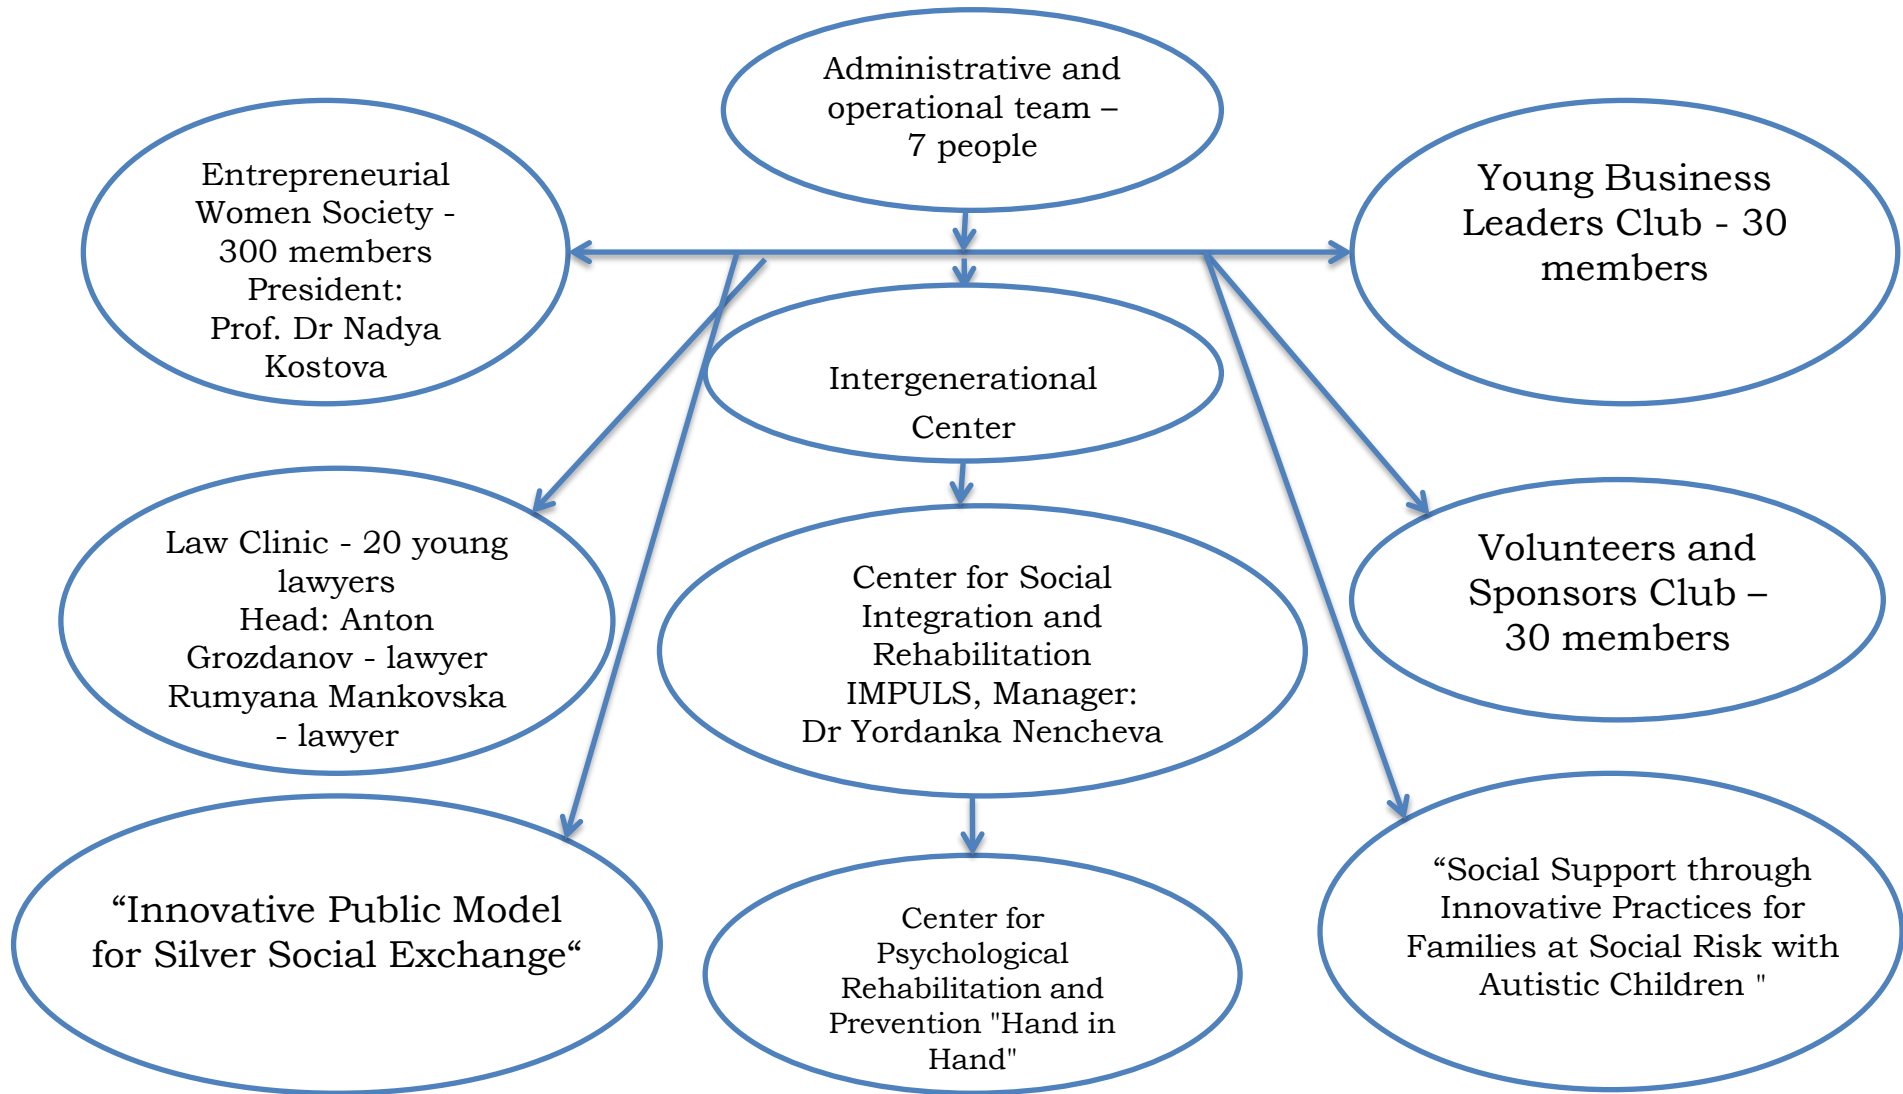 Administrative and
operational team –
7 people
Entrepreneurial
Women Society -
300 members
President:
Prof. Dr Nadya
Kostova
Young Business
Leaders Club - 30
members
Intergenerational
Center
Law Clinic - 20 young
lawyers
Head: Anton
Grozdanov - lawyer
Rumyana Mankovska
- lawyer
Center for Social
Integration and
Rehabilitation
IMPULS, Manager:
Dr Yordanka Nencheva
Volunteers and
Sponsors Club –
30 members
“Innovative Public Model
for Silver Social Exchange“
Center for
Psychological
Rehabilitation and
Prevention "Hand in
Hand"
“Social Support through
Innovative Practices for
Families at Social Risk with
Autistic Children "